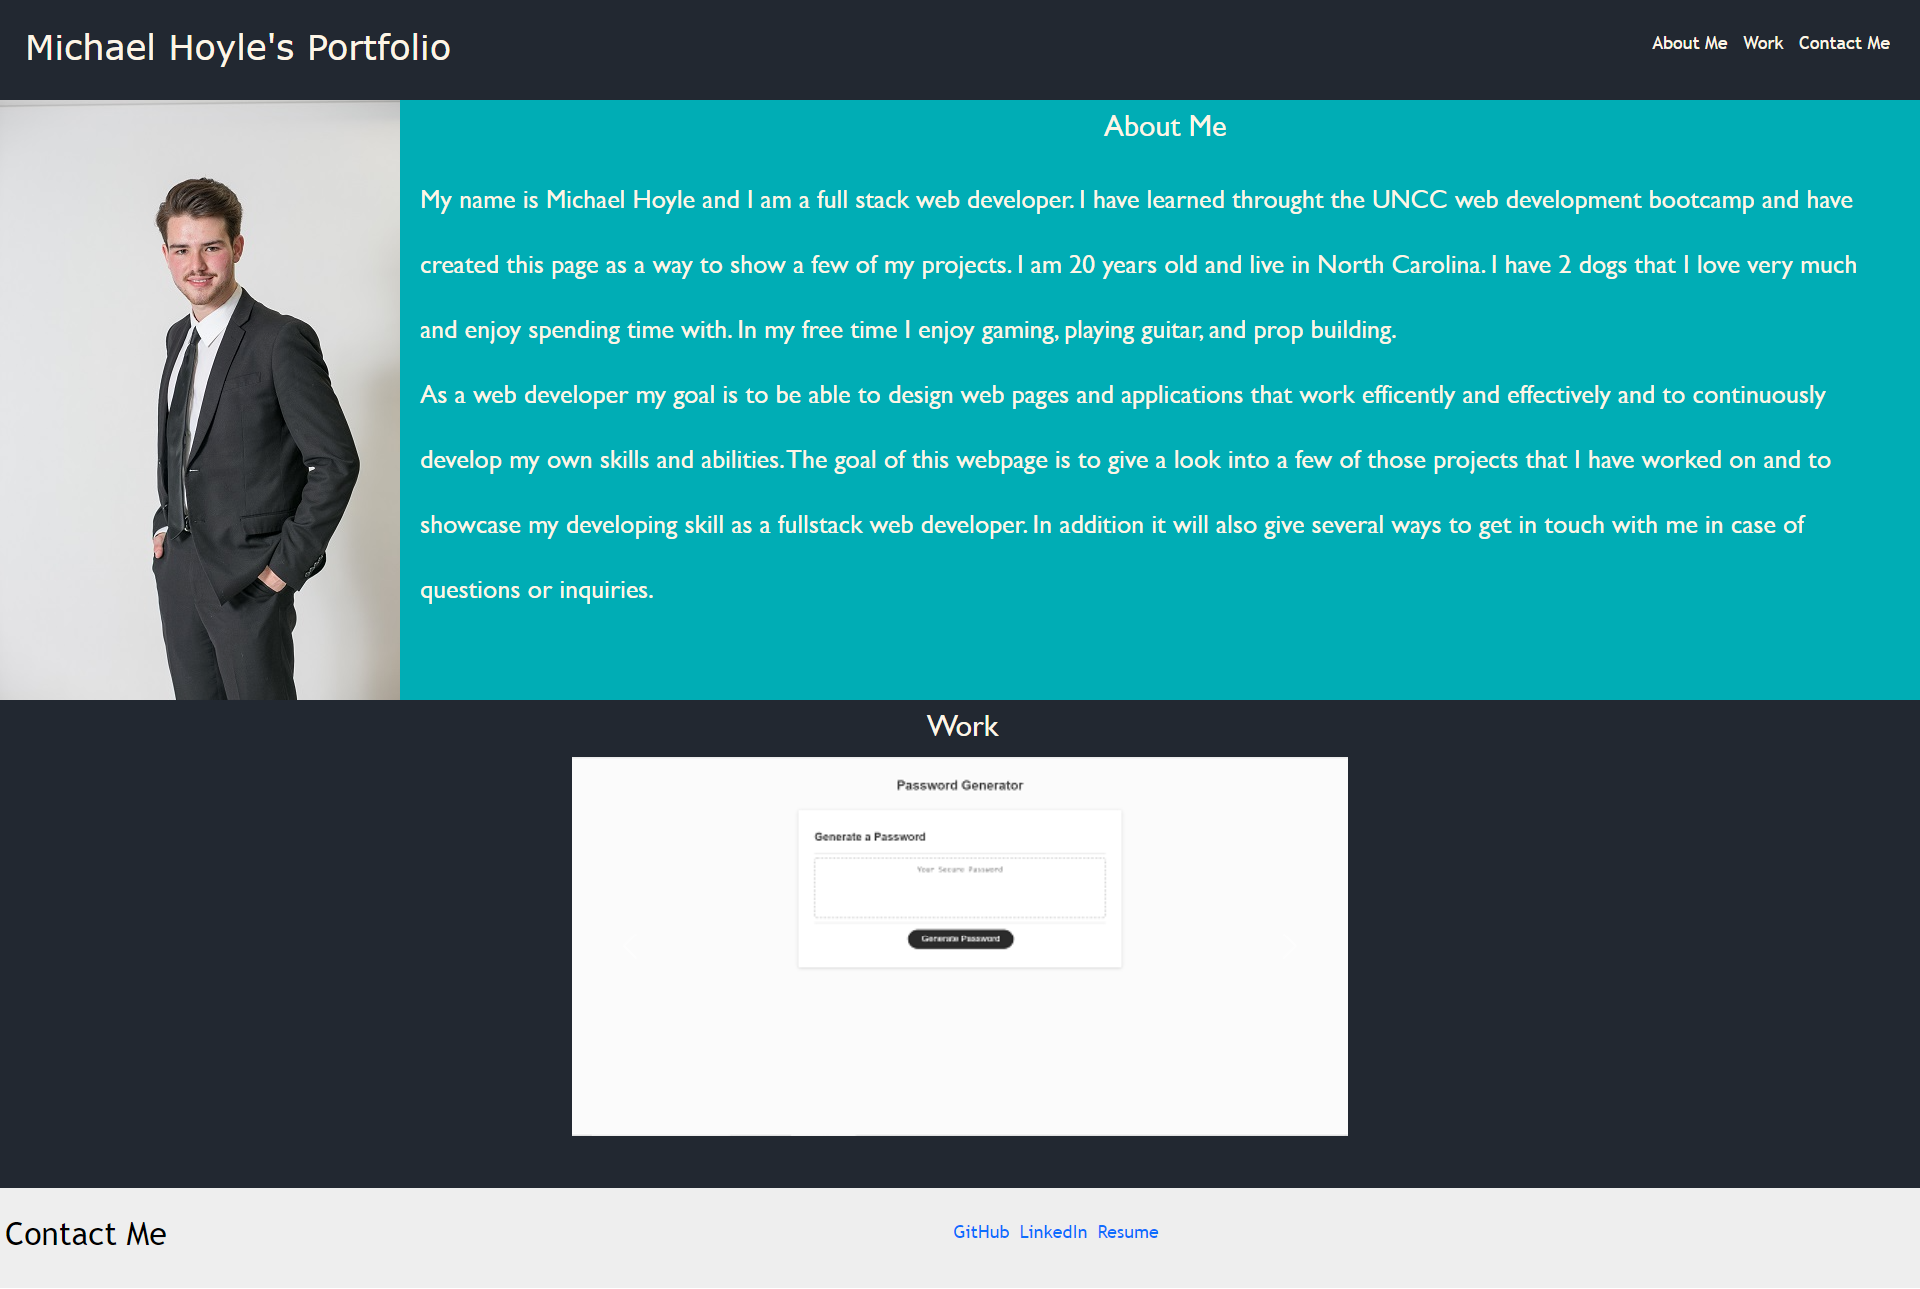 Michael Hoyle's Portfolio
About Me Work Contact Me
About Me
My name is Michael Hoyle and I am a full stack web developer. I have learned throught the UNCC web development bootcamp and have
created this page as a way to show a few of my projects. I am 20 years old and live in North Carolina. I have 2 dogs that I love very much
and enjoy spending time with. In my free time I enjoy gaming, playing guitar, and prop building.
As a web developer my goal is to be able to design web pages and applications that work efficently and effectively and to continuously
develop my own skills and abilities. The goal of this webpage is to give a look into a few of those projects that I have worked on and to
showcase my developing skill as a fullstack web developer. In addition it will also give several ways to get in touch with me in case of
questions or inquiries.
Work
Password Generator
Generate a Password
Your Secure Password
Generate Password
Contact Me
GitHub LinkedIn Resume